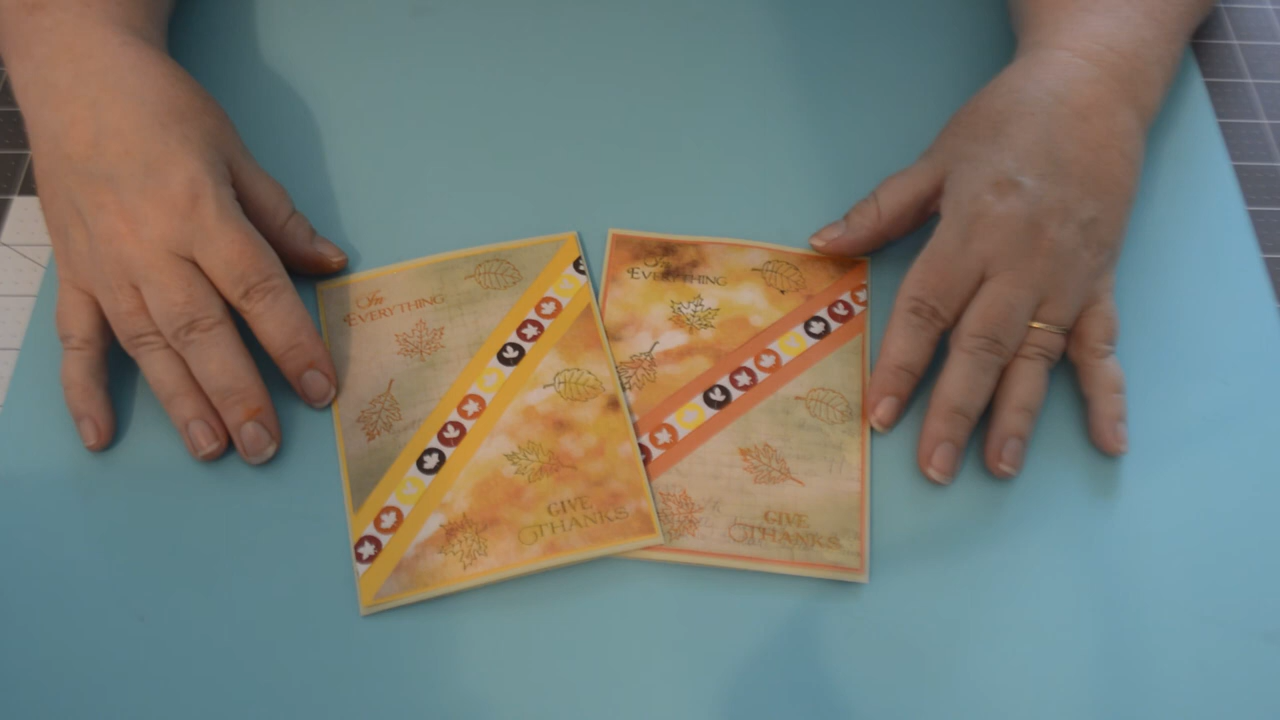 In
EVERYTHING
GIVE
THANKS
In
EVERYTHING
GIVE
THANKS